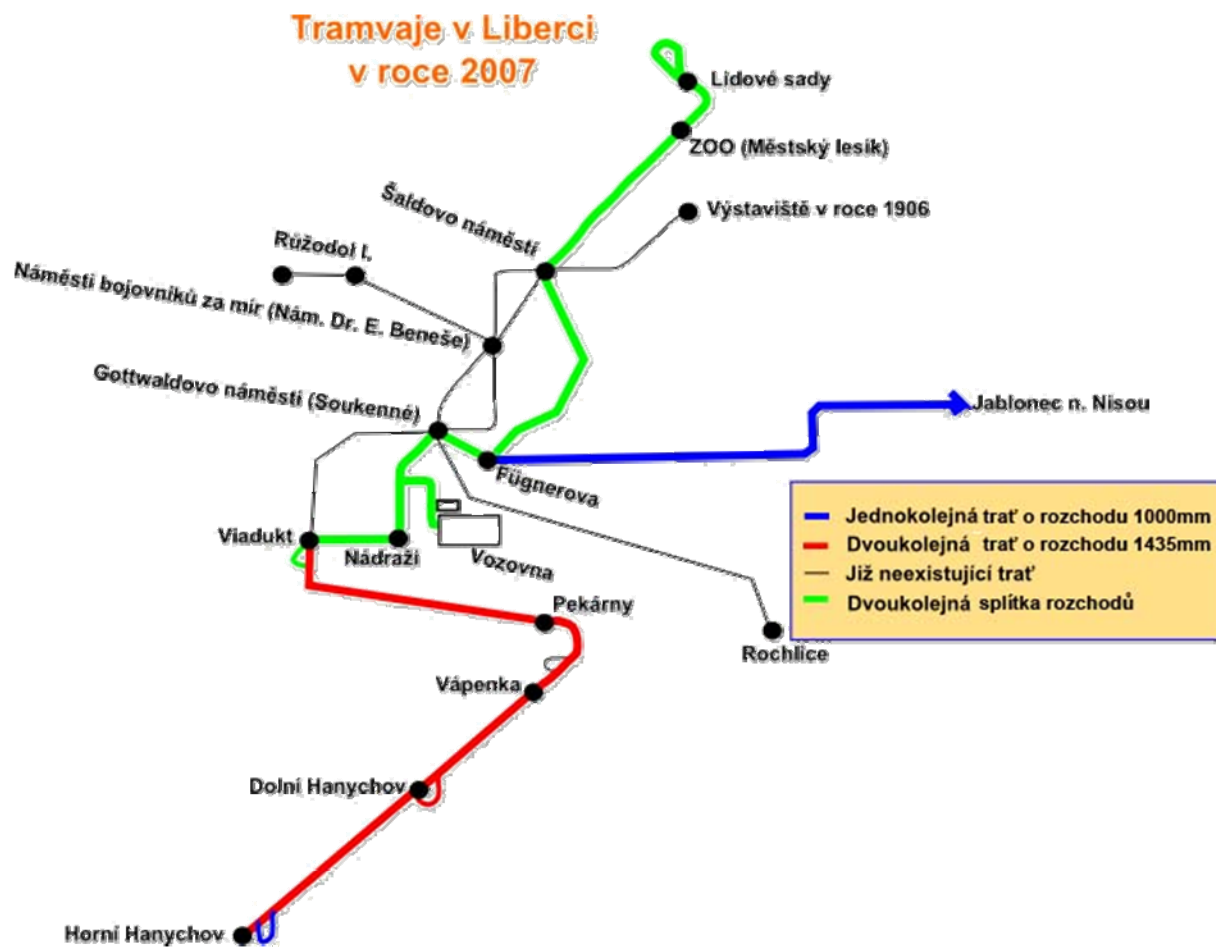 Tramvaje v Liberci
v roce 2007
Lidové sady
ZOO (Městský lesík)
Šaldovo náměstí
Výstaviště v roce 1906
Růžodol I.
Náměstí bojovníků za mír (Nám. Dr. E. Beneše)
Gottwaldovo náměstí (Soukenné)
Jablonec n. Nisou
Fügnerova
Jednokolejná trať o rozchodu 1000mm
Dvoukolejná trať o rozchodu 1435mm
Již neexistující trať
Dvoukolejná splítka rozchodů
Viadukt
Nádraží
Vozovna
Pekárny
Rochlice
Vápenka
Dolní Hanychov
Horní Hanychov